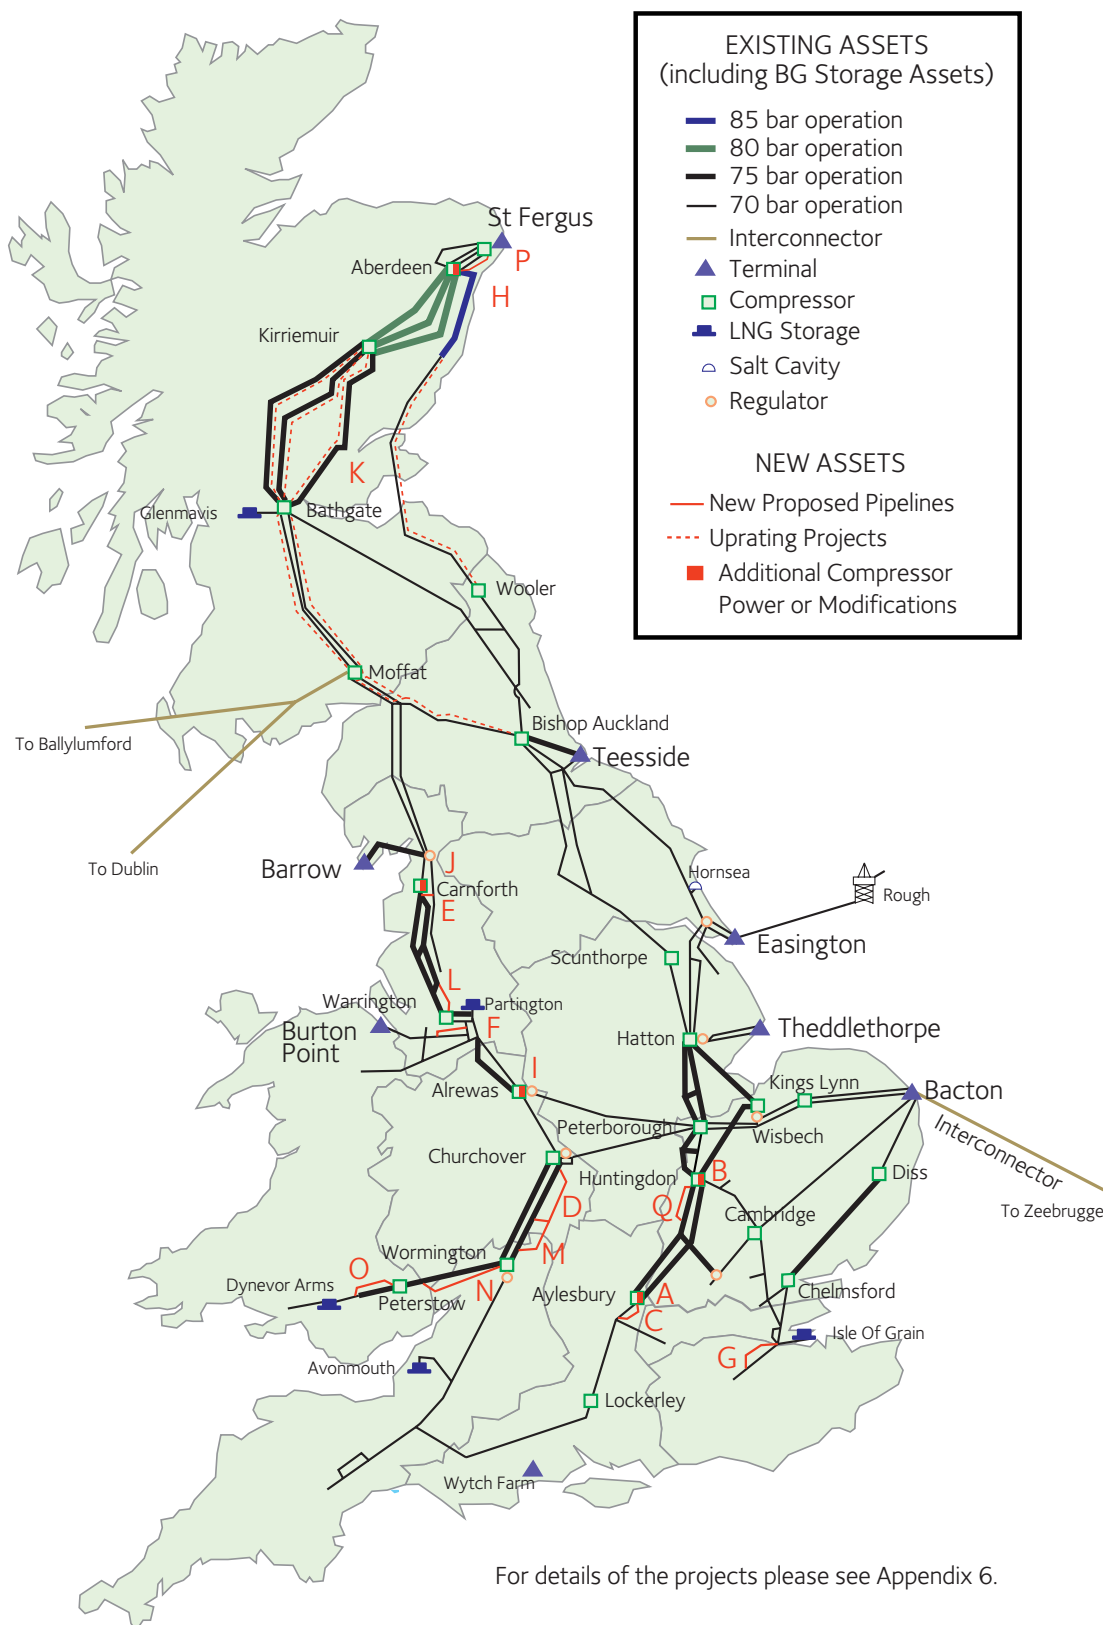 EXISTING ASSETS
(including BG Storage Assets)
85 bar operation
80 bar operation
75 bar operation
70 bar operation
Interconnector
Terminal
Compressor
LNG Storage
Salt Cavity
Regulator
NEW ASSETS
New Proposed Pipelines
Uprating Projects
Additional Compressor
Power or Modifications
St Fergus
P
Aberdeen
H
Kirriemuir
K
Glenmavis
Bathgate
Wooler
Moffat
To Ballylumford
Bishop Auckland
Teesside
To Dublin
Barrow
J
Carnforth
E
Hornsea
Rough
Easington
Scunthorpe
L
Warrington
Partington
Burton
Point
F
Hatton
Theddlethorpe
I
Alrewas
Kings Lynn
Bacton
Peterborough
Wisbech
Interconnector
Churchover
Huntingdon
B
Diss
To Zeebrugge
D
Q
Cambridge
M
Wormington
O
Dynevor Arms
Peterstow
N
Aylesbury
A
C
Chelmsford
Isle Of Grain
G
Avonmouth
Lockerley
Wytch Farm
For details of the projects please see Appendix 6.